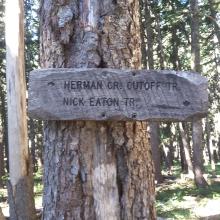 HERMAN CR. CUTOFF TR.
NICK EATON TR.